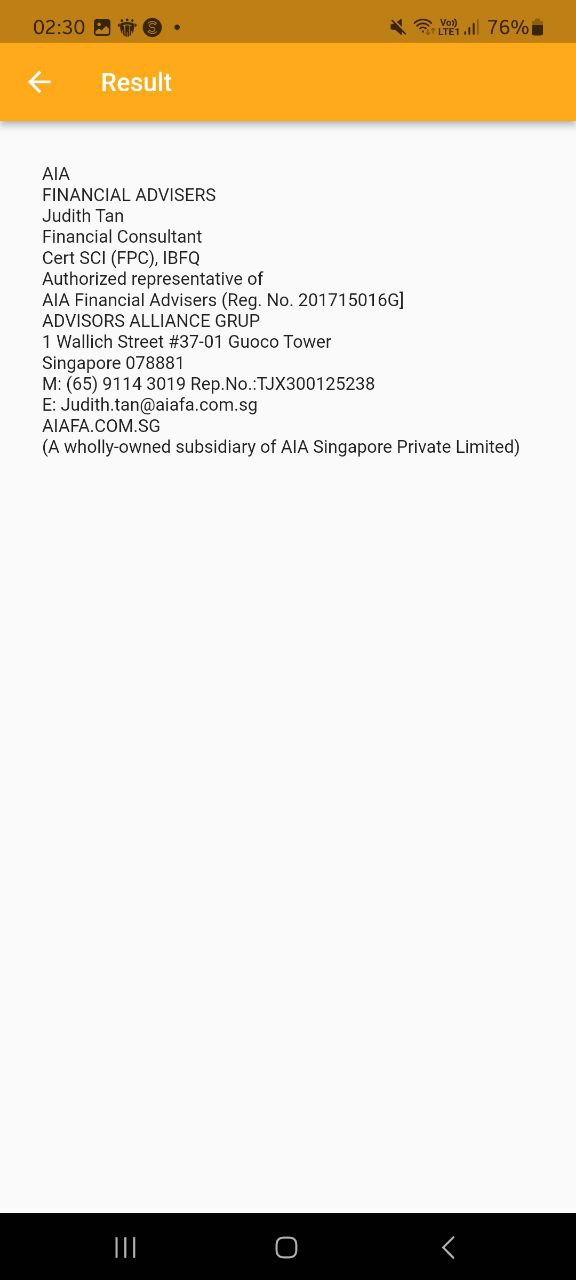 02:30
Vo) LTE1 76%
Result
AIA
FINANCIAL ADVISERS
Judith Tan
Financial Consultant
Cert SCI (FPC), IBFQ
Authorized representative of
AIA Financial Advisers (Reg. No. 201715016G]
ADVISORS ALLIANCE GRUP
1 Wallich Street #37-01 Guoco Tower
Singapore 078881
M: (65) 9114 3019 Rep.No.:TJX300125238
E: Judith.tan@aiafa.com.sg
AIAFA.COM.SG
(A wholly-owned subsidiary of AIA Singapore Private Limited)